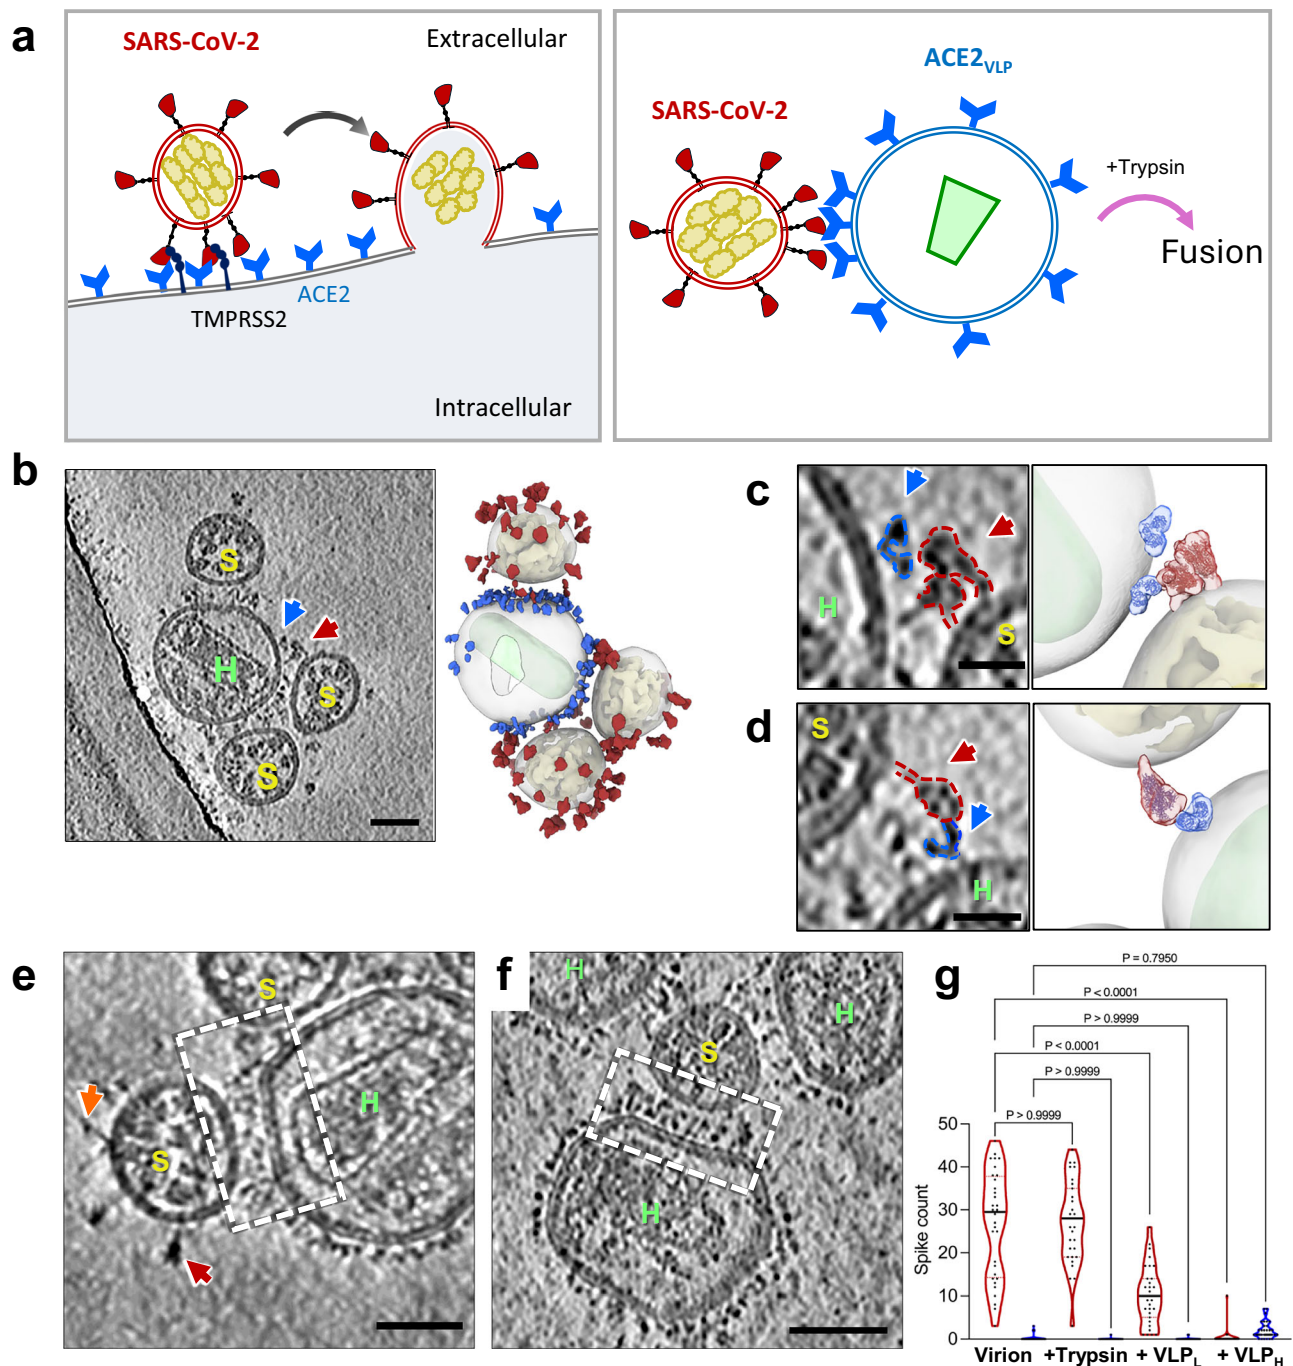 a
SARS-CoV-2
Extracellular
ACE2
TMPRSS2
Intracellular
ACE2VLP
SARS-CoV-2
+Trypsin
Fusion
b
S
H
S
S
c
H
S
d
S
H
e
S
H
S
f
H
H
S
H
g
P = 0.7950
P < 0.0001
P > 0.9999
P < 0.0001
P > 0.9999
P > 0.9999
Spike count
50
40
30
20
10
0
Virion +Trypsin + VLPL + VLPH